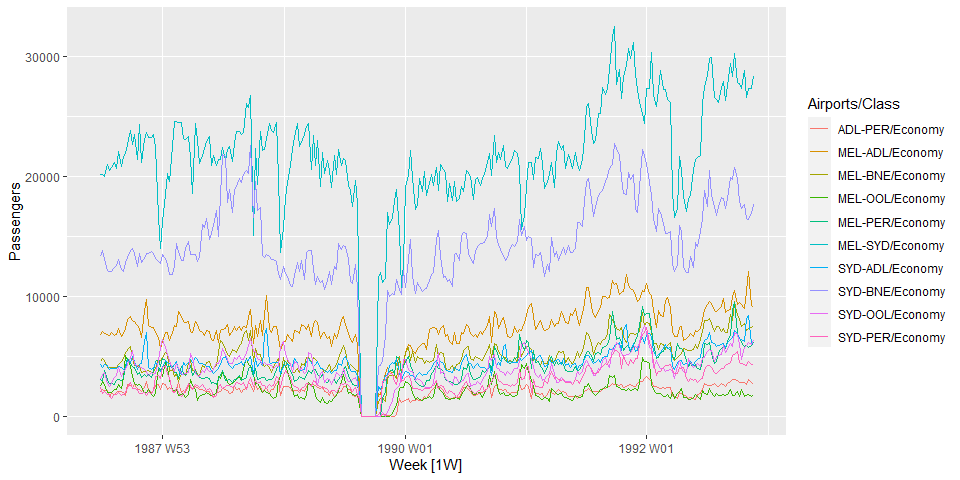 30000
20000
10000
0
Passengers
1987 W53
1990 W01
1992 W01
Week [1W]
Airports/Class
ADL-PER/Economy
MEL-ADL/Economy
MEL-BNE/Economy
MEL-OOL/Economy
MEL-PER/Economy
MEL-SYD/Economy
SYD-ADL/Economy
SYD-BNE/Economy
SYD-OOL/Economy
SYD-PER/Economy